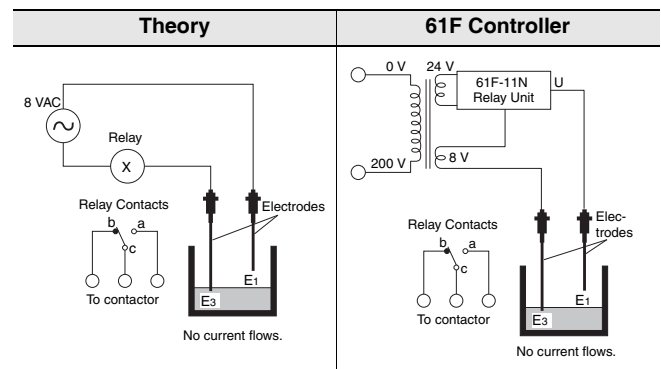 Theory
8 VAC
Relay
X
Relay Contacts
b
a
c
To contactor
Electrodes
E1
E3
No current flows.
61F Controller
0 V
24 V
61F-11N
Relay Unit
U
200 V
8 V
Relay Contacts
b
a
c
To contactor
Elec-
trodes
E1
E3
No current flows.